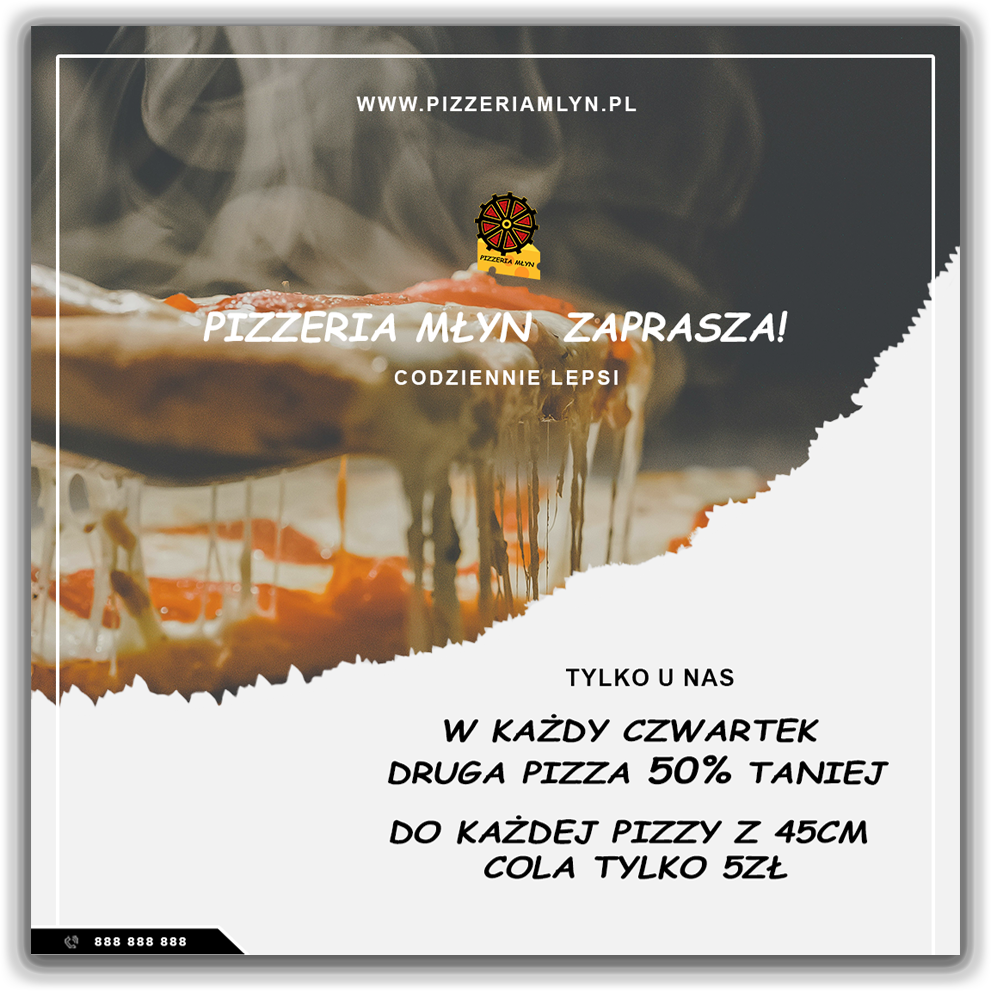 WWW.PIZZERIAMLYN.PL
PIZZERIA MŁYN
PIZZERIA MŁYN ZAPRASZA!
CODZIENNIE LEPSI
TYLKO U NAS
W KAŻDY CZWARTEK
DRUGA PIZZA 50% TANIEJ
DO KAŻDEJ PIZZY Z 45CM
COLA TYLKO 5ZŁ
888 888 888